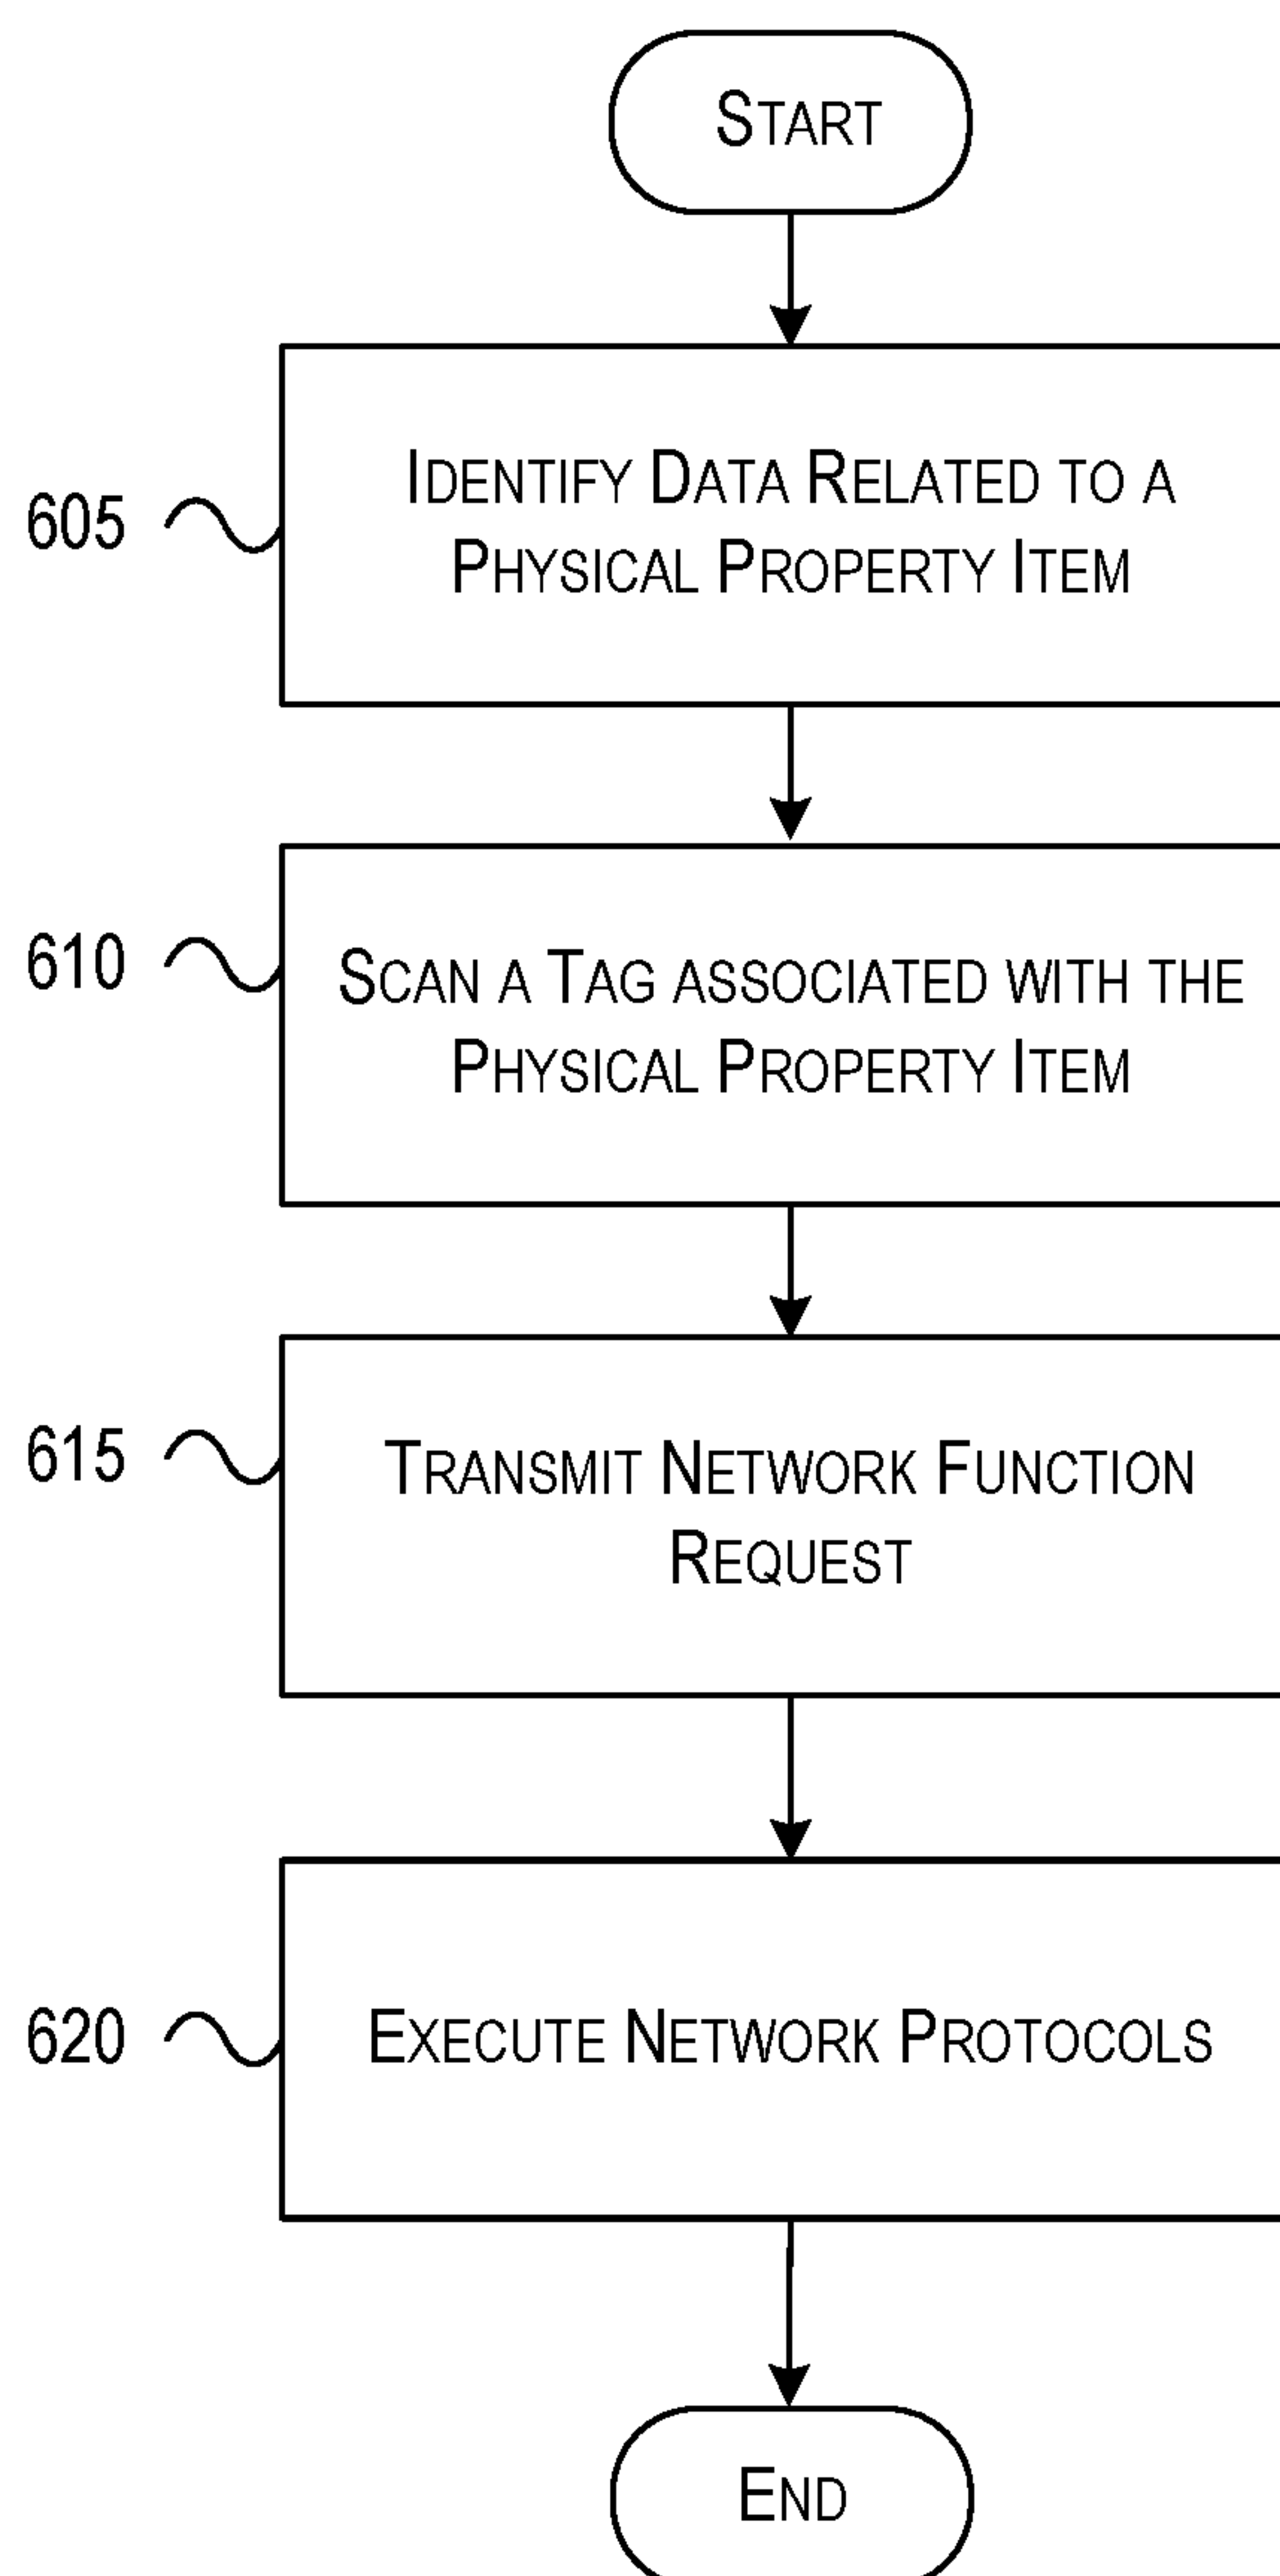 START
IDENTIFY DATA RELATED TO A
PHYSICAL PROPERTY ITEM
605
610
SCAN A TAG ASSOCIATED WITH THE
PHYSICAL PROPERTY ITEM
615
TRANSMIT NETWORK FUNCTION
REQUEST
620
EXECUTE NETWORK PROTOCOLS
END